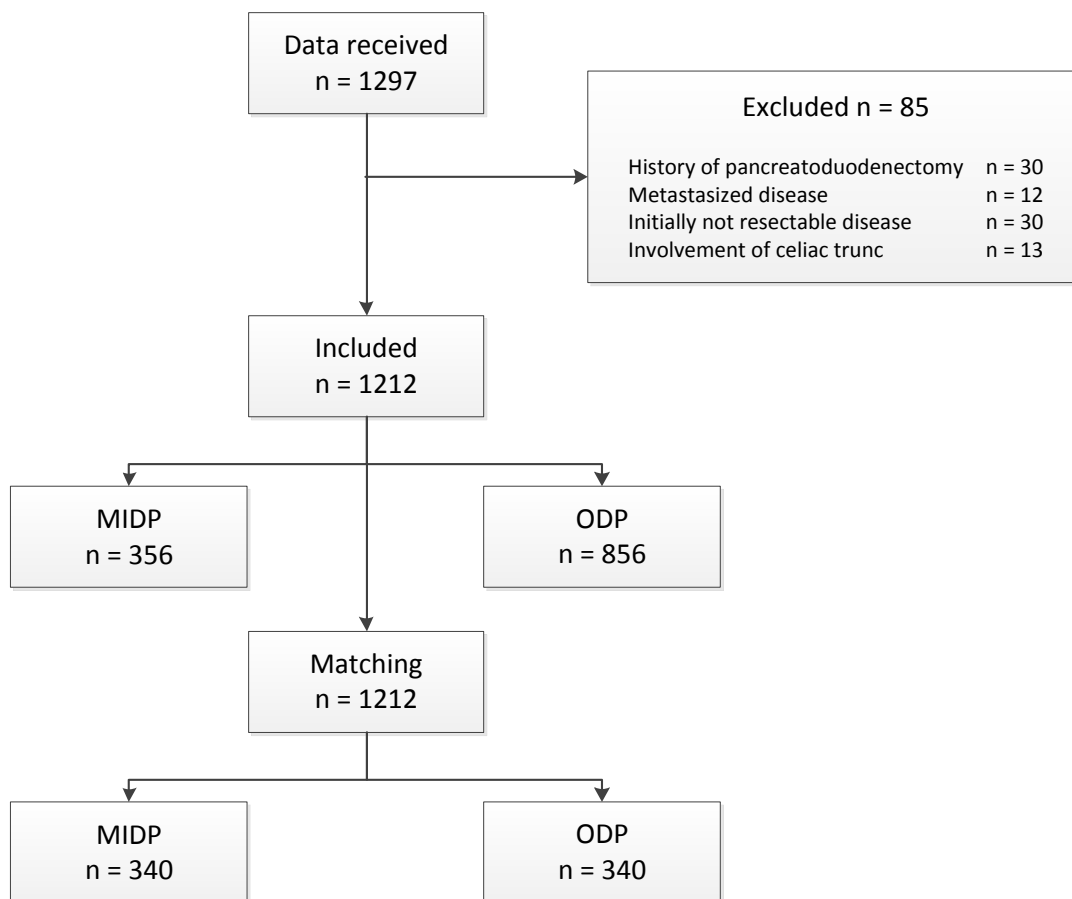 Data received
n = 1297
Excluded n = 85
History of pancreatoduodenectomy n = 30
Metastasized disease n = 12
Initially not resectable disease n = 30
Involvement of celiac trunc n = 13
Included
n = 1212
MIDP
n = 356
ODP
n = 856
Matching
n = 1212
MIDP
n = 340
ODP
n = 340